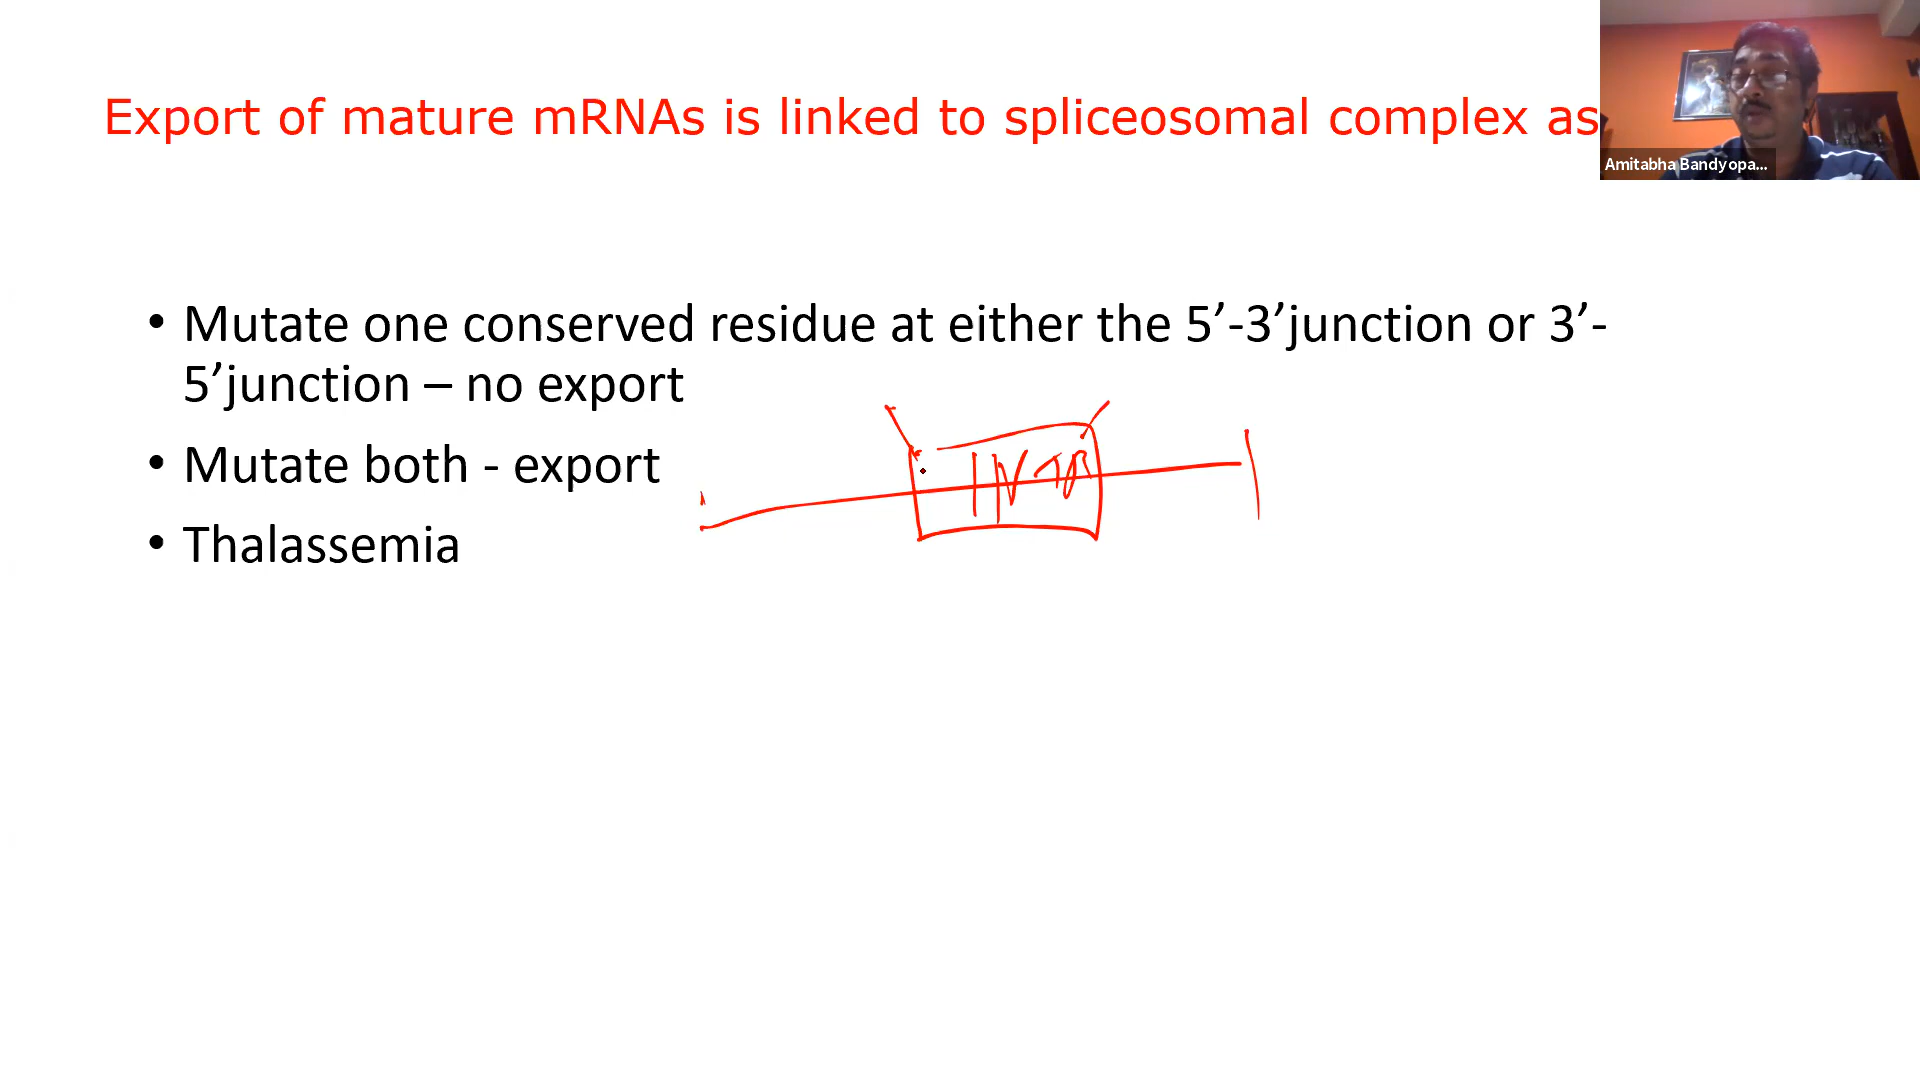 Export of mature mRNAs is linked to spliceosomal complex as
Amitabha Bandyopa...
• Mutate one conserved residue at either the 5’-3’junction or 3’-
5’junction – no export
• Mutate both - export
• Thalassemia